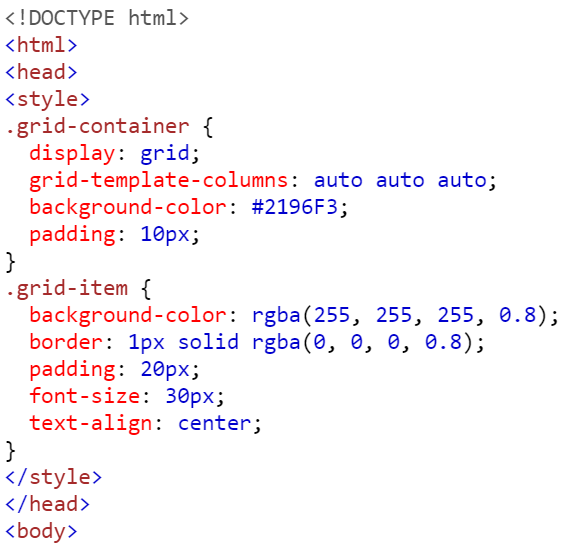 <!DOCTYPE html>
<html>
<head>
<style>
.grid-container {
  display: grid;
  grid-template-columns: auto auto auto;
  background-color: #2196F3;
  padding: 10px;
}
.grid-item {
  background-color: rgba(255, 255, 255, 0.8);
  border: 1px solid rgba(0, 0, 0, 0.8);
  padding: 20px;
  font-size: 30px;
  text-align: center;
}
</style>
</head>
<body>